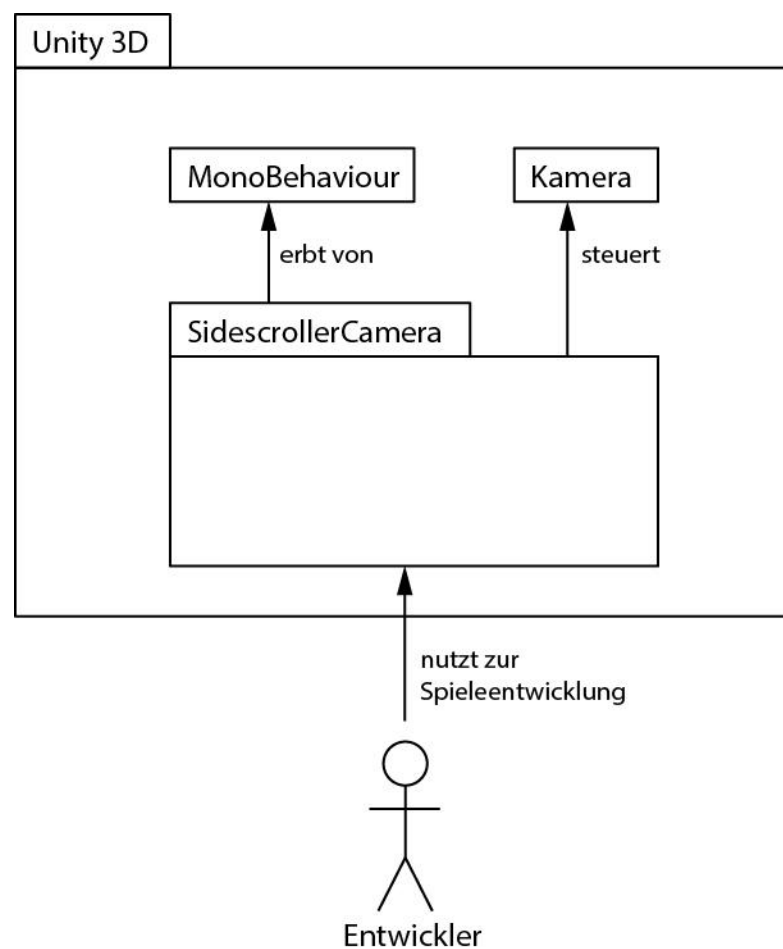 Unity 3D
MonoBehaviour
Kamera
erbt von
steuert
SidescrollerCamera
nutzt zur
Spieleentwicklung
Entwickler